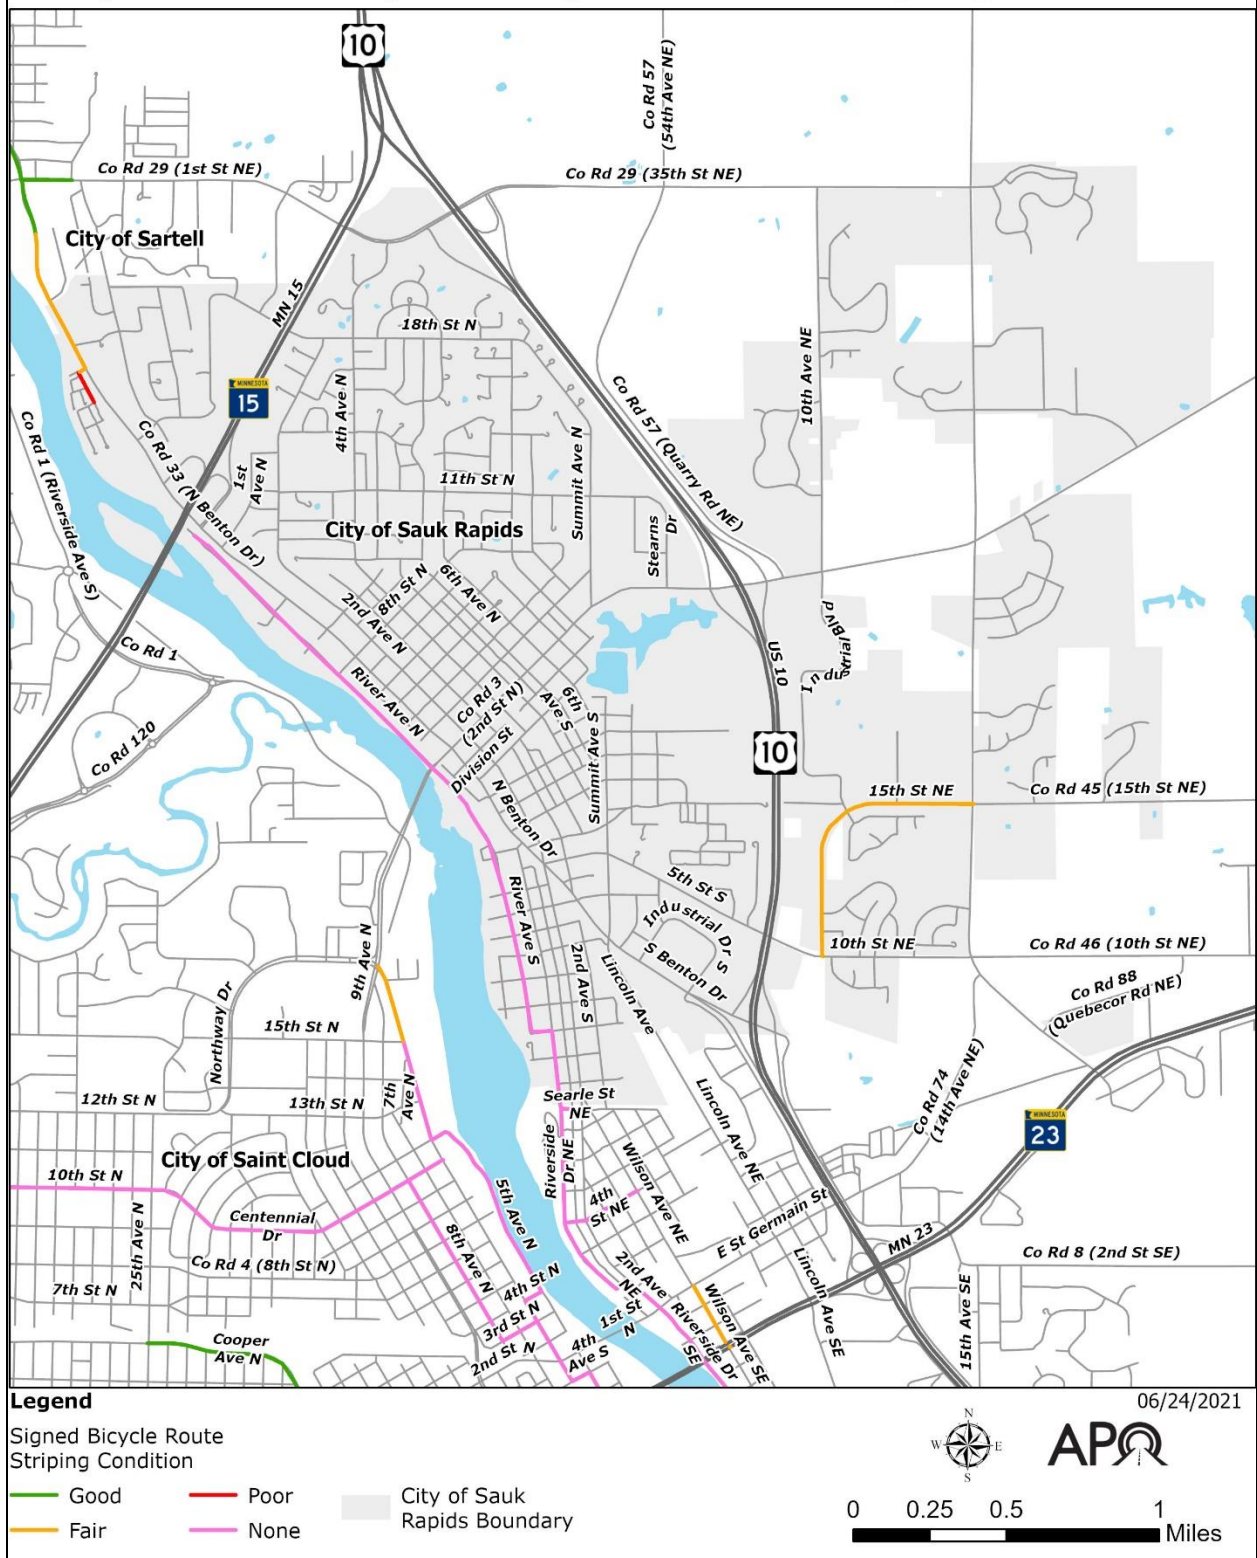 10
Co Rd 57
(54th Ave NE)
Co Rd 29 (1st St NE)
Co Rd 29 (35th St NE)
City of Sartell
MN 15
18th St N
MINNESOTA
15
4th Ave N
10th Ave NE
Co Rd 57 (Quarry Rd NE)
Co Rd 1 (Riverside Ave S)
Co Rd 33 (N Benton Dr)
1st
Ave N
11th St N
Summit Ave N
City of Sauk Rapids
Stearns
Dr
8th St N
6th Ave N
2nd Ave N
Industrial Blvd
US 10
Co Rd 1
River Ave N
Co Rd 3
(2nd St N)
6th
Ave S
Co Rd 120
Division St
Summit Ave S
10
N Benton Dr
15th St NE
Co Rd 45 (15th St NE)
5th St S
River Ave S
Industrial Dr S
10th St NE
Co Rd 46 (10th St NE)
9th Ave N
2nd Ave S
Lincoln Ave
S Benton Dr
Co Rd 88
(Quebecor Rd NE)
Northway Dr
15th St N
Co Rd 74
(14th Ave NE)
12th St N
13th St N
7th
Ave N
Searle St
NE
Lincoln Ave NE
MINNESOTA
23
Riverside
Dr NE
City of Saint Cloud
Wilson Ave NE
10th St N
5th Ave N
4th
St NE
Centennial
Dr
25th Ave N
8th Ave N
E St Germain St
MN 23
Co Rd 4 (8th St N)
Co Rd 8 (2nd St SE)
7th St N
4th St N
2nd Ave
NE
Lincoln Ave SE
15th Ave SE
3rd St N
1st St
N
Wilson Ave SE
Riverside Dr
SE
Cooper
Ave N
2nd St N
4th
Ave S
Legend
06/24/2021
Signed Bicycle Route
Striping Condition
N
W E
S
APO
Good
Poor
City of Sauk
Rapids Boundary
Fair
None
0 0.25 0.5 1
Miles